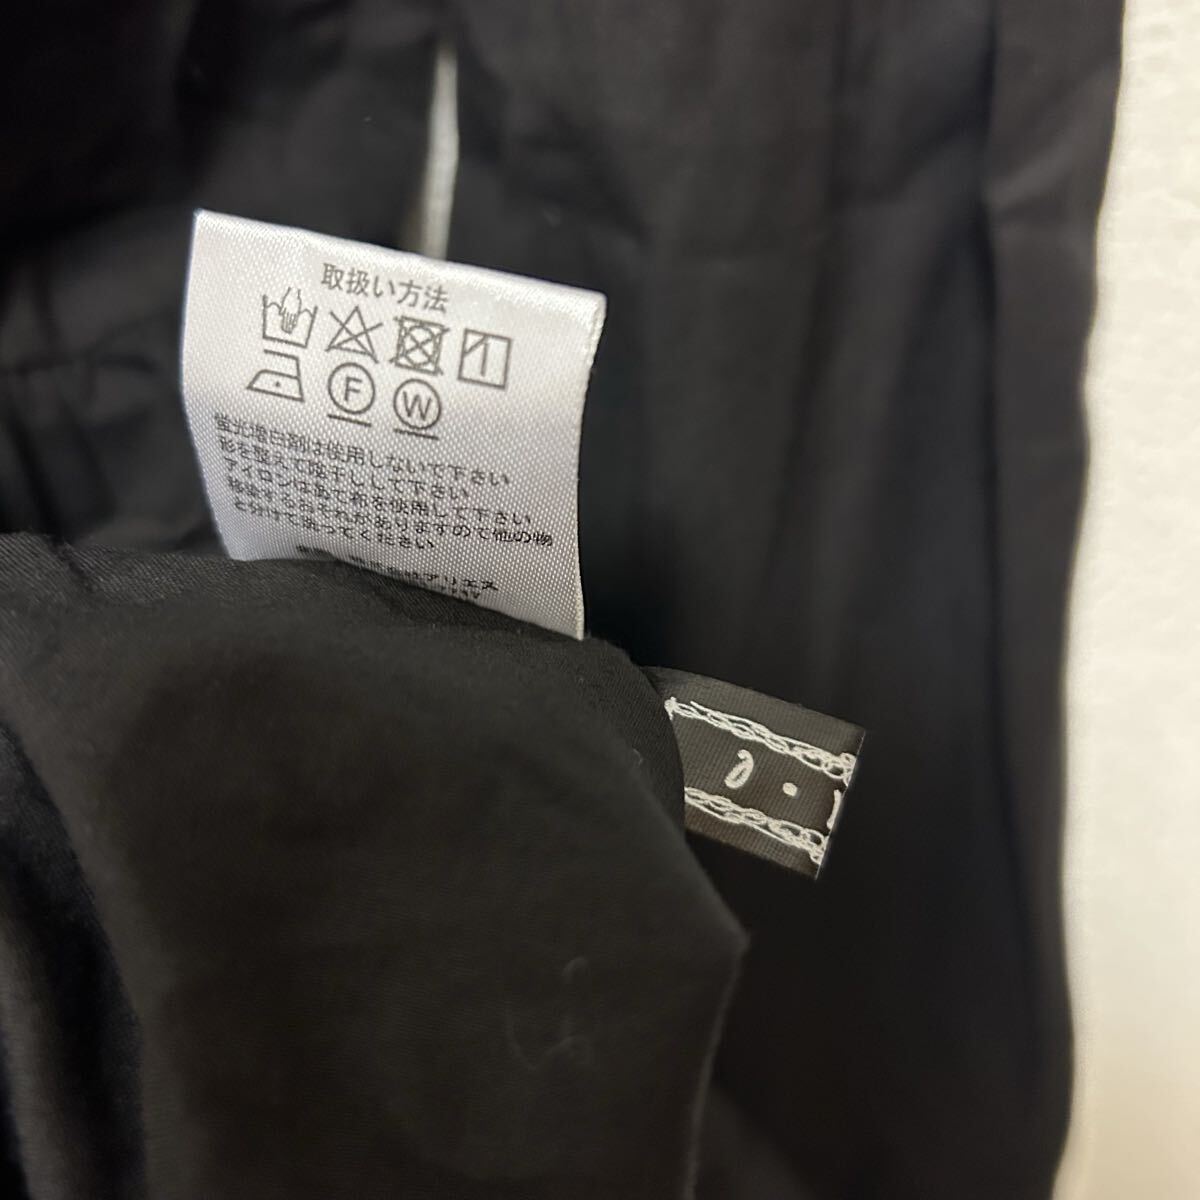 取扱い方法
F W
蛍光増白剤は使用しないで下さい
形を整えて陰干しして下さい
アイロンはあて布を使用して下さい
移染するおそれがありますので他の物
と分けて洗ってください
アリエス